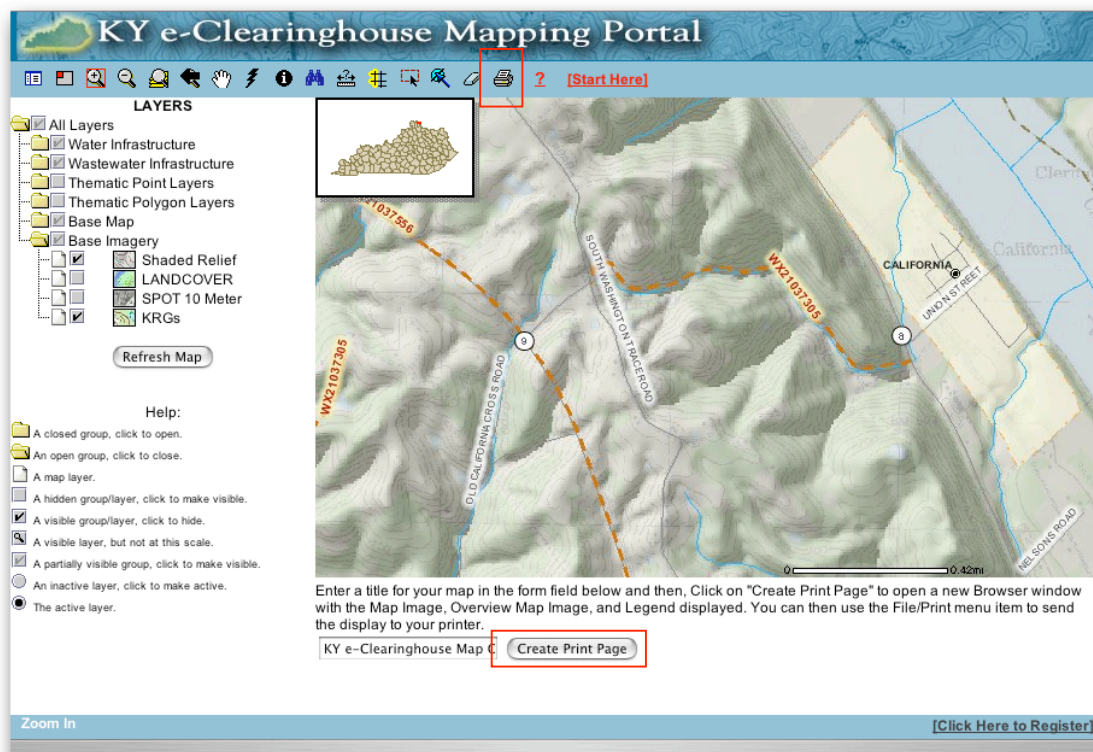 KY e-Clearinghouse Mapping Portal
? [Start Here]
LAYERS
All Layers
Water Infrastructure
Wastewater Infrastructure
Thematic Point Layers
Thematic Polygon Layers
Base Map
Base Imagery
Shaded Relief
LANDCOVER
SPOT 10 Meter
KRGs
Refresh Map
Help:
A closed group, click to open.
An open group, click to close.
A map layer.
A hidden group/layer, click to make visible.
A visible group/layer, click to hide.
A visible layer, but not at this scale.
A partially visible group, click to make visible.
An inactive layer, click to make active.
The active layer.
21037556
SOUTH WASHINGTON TRACE ROAD
WX21037305
CALIFORNIA
California
UNION STREET
8
9
WX21037305
OLD CALIFORNIA CROSS ROAD
NELSONS ROAD
0 0.42mi
Enter a title for your map in the form field below and then, Click on "Create Print Page" to open a new Browser window
with the Map Image, Overview Map Image, and Legend displayed. You can then use the File/Print menu item to send
the display to your printer.
KY e-Clearinghouse Map C
Create Print Page
Zoom In
[Click Here to Register]